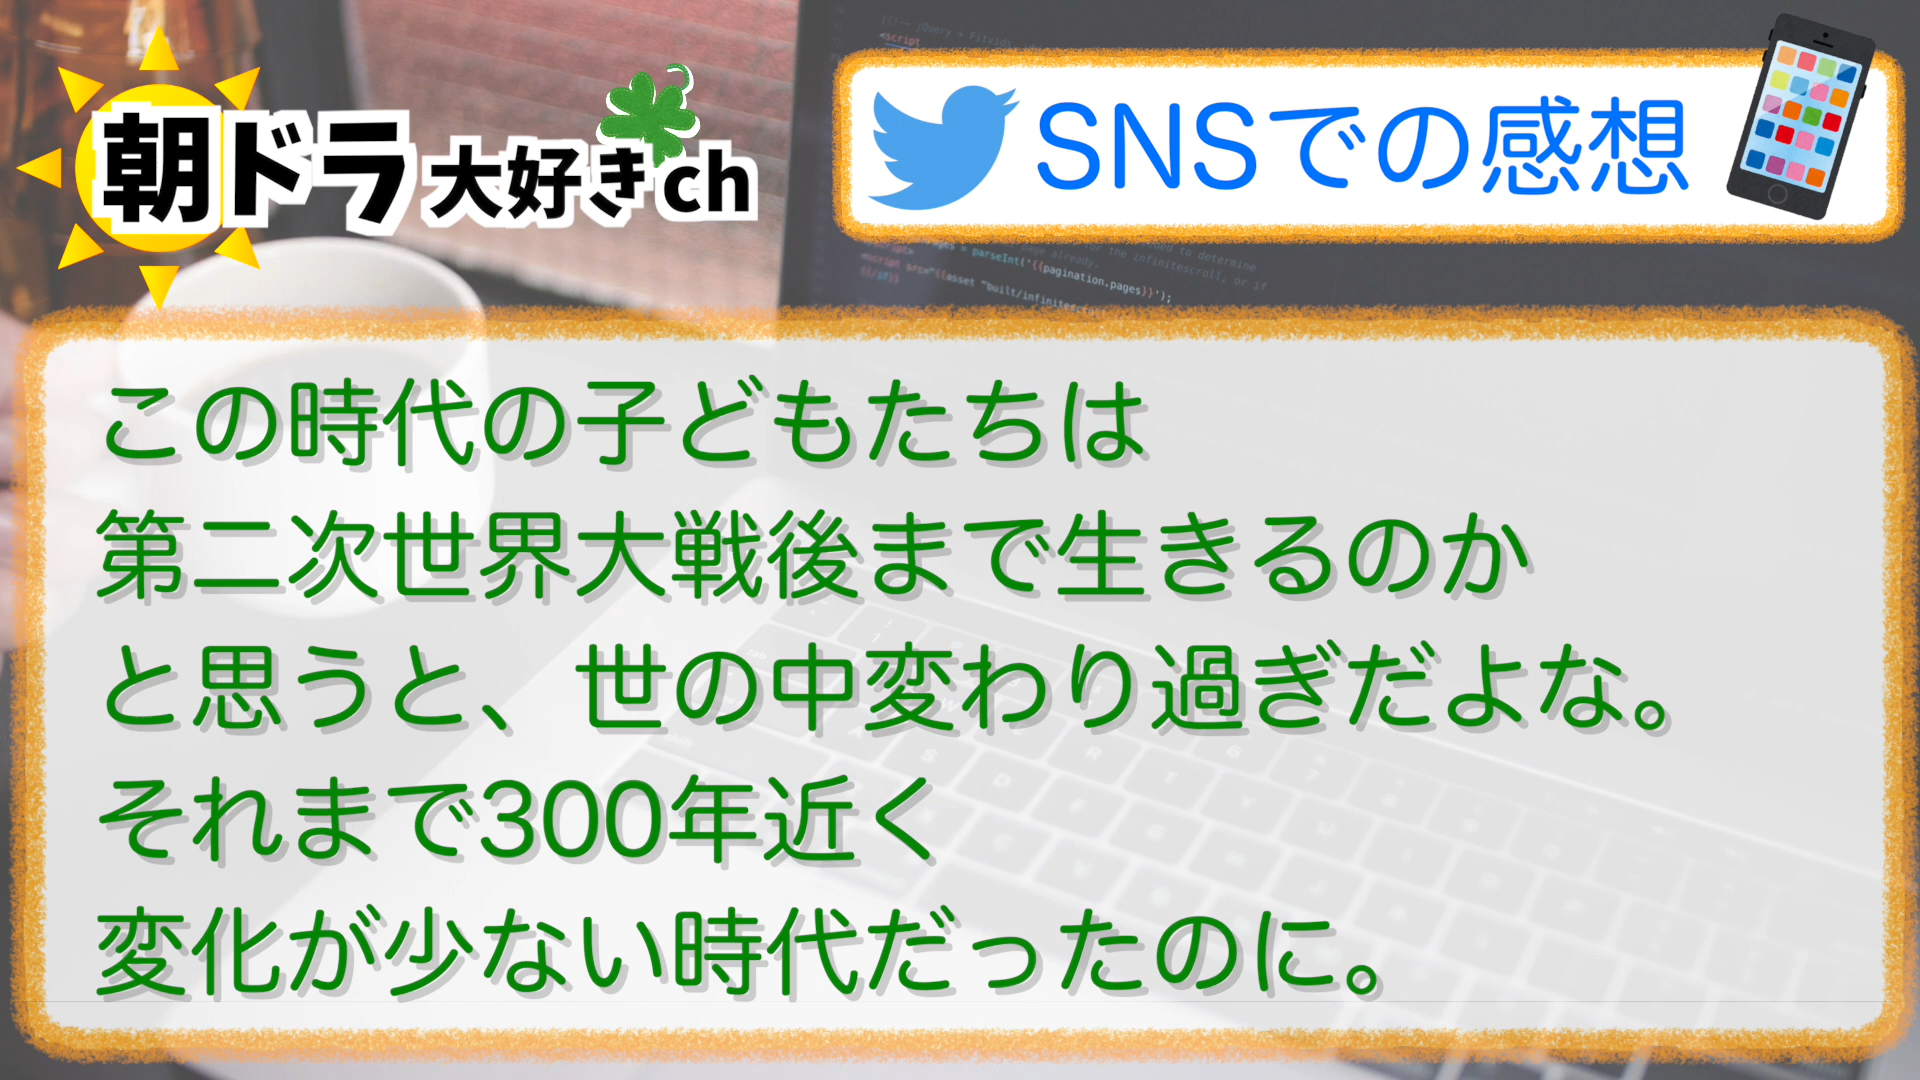 朝ドラ大好きch
SNSでの感想
この時代の子どもたちは
第二次世界大戦後まで生きるのか
と思うと、世の中変わり過ぎだよな。
それまで300年近く
変化が少ない時代だったのに。